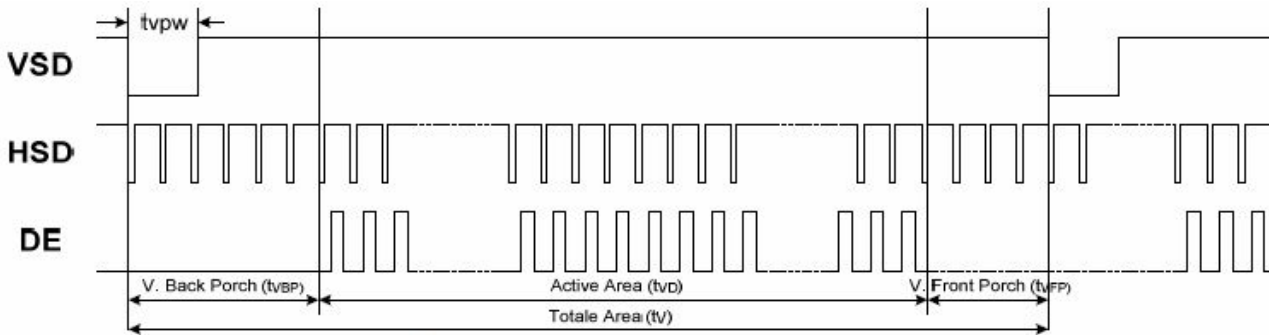 tvpw
VSD
HSD
DE
V. Back Porch (tVBP)
Active Area (tVD)
V. Front Porch (tVFP)
Totale Area (tV)